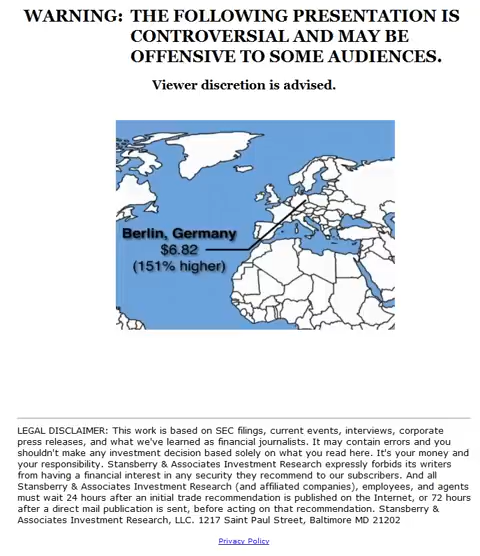 WARNING: THE FOLLOWING PRESENTATION IS
CONTROVERSIAL AND MAY BE
OFFENSIVE TO SOME AUDIENCES.
Viewer discretion is advised.
Berlin, Germany
$6.82
(151% higher)
LEGAL DISCLAIMER: This work is based on SEC filings, current events, interviews, corporate
press releases, and what we've learned as financial journalists. It may contain errors and you
shouldn't make any investment decision based solely on what you read here. It's your money and
your responsibility. Stansberry & Associates Investment Research expressly forbids its writers
from having a financial interest in any security they recommend to our subscribers. And all
Stansberry & Associates Investment Research (and affiliated companies), employees, and agents
must wait 24 hours after an initial trade recommendation is published on the Internet, or 72 hours
after a direct mail publication is sent, before acting on that recommendation. Stansberry &
Associates Investment Research, LLC. 1217 Saint Paul Street, Baltimore MD 21202
Privacy Policy